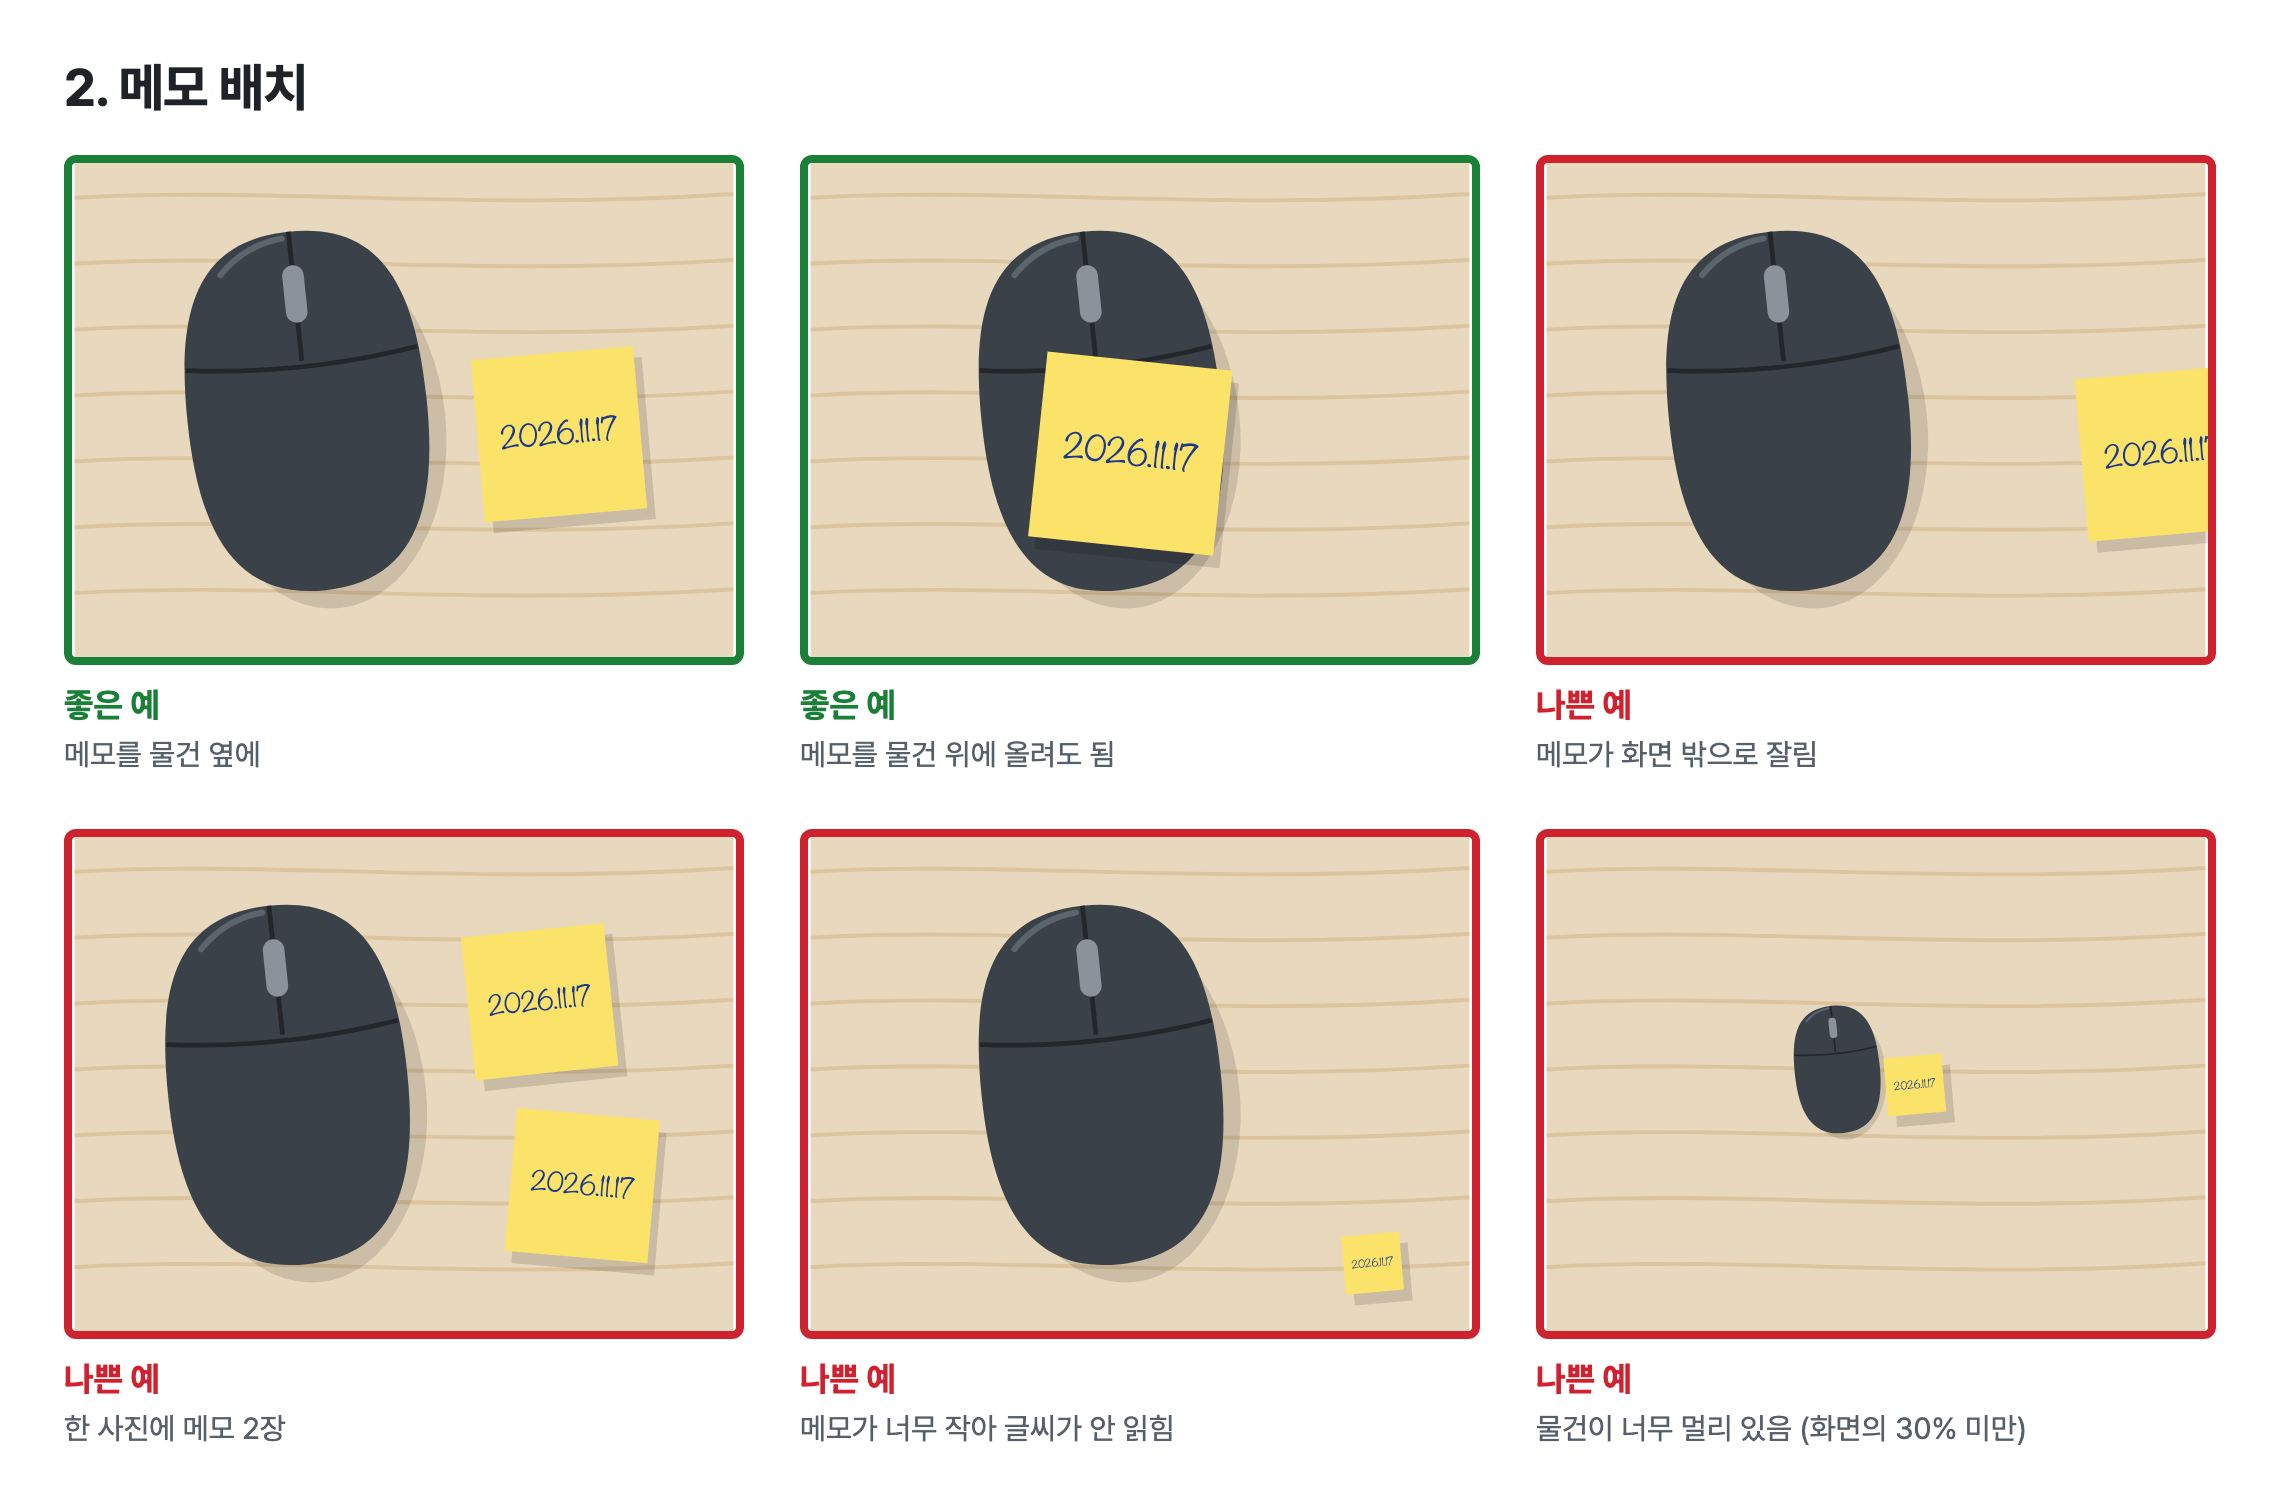 2. 메모 배치
2026.11.17
2026.11.17
2026.11.1
좋은 예
메모를 물건 옆에
좋은 예
메모를 물건 위에 올려도 됨
나쁜 예
메모가 화면 밖으로 잘림
2026.11.17
2026.11.17
2026.11.17
2026.11.17
나쁜 예
한 사진에 메모 2장
나쁜 예
메모가 너무 작아 글씨가 안 읽힘
나쁜 예
물건이 너무 멀리 있음 (화면의 30% 미만)